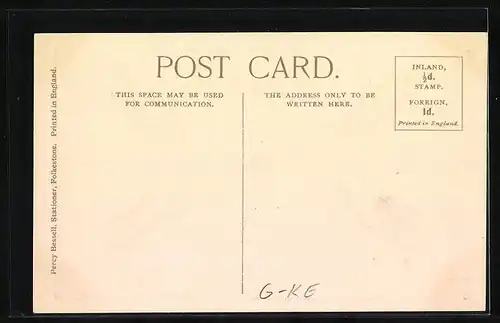 POST CARD.
THIS SPACE MAY BE USED
FOR COMMUNICATION.
THE ADDRESS ONLY TO BE
WRITTEN HERE.
INLAND,
½d.
STAMP.
FOREIGN,
1d.
Printed in England.
Percy Bessell, Stationer, Folkestone. Printed in England.
G-KE